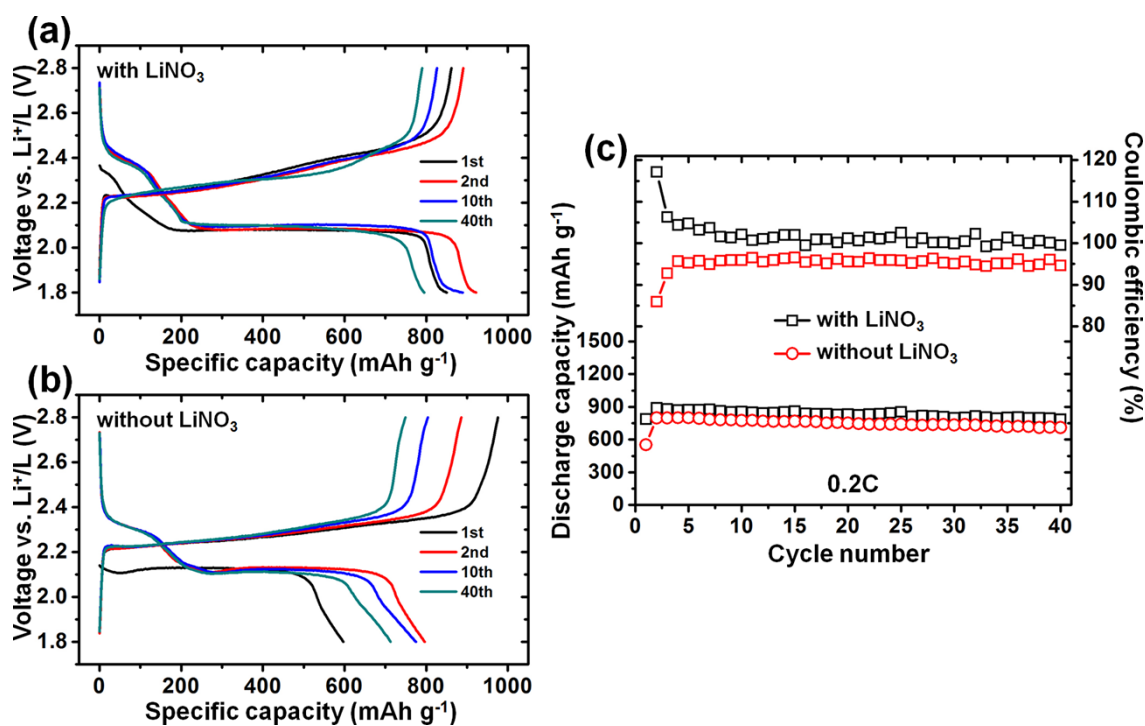 (a)
with LiNO₃
Voltage vs. Li⁺/L (V)
2.8
2.6
2.4
2.2
2.0
1.8
1st
2nd
10th
40th
0 200 400 600 800 1000
Specific capacity (mAh g⁻¹)
(b)
without LiNO₃
Voltage vs. Li⁺/L (V)
2.8
2.6
2.4
2.2
2.0
1.8
1st
2nd
10th
40th
0 200 400 600 800 1000
Specific capacity (mAh g⁻¹)
(c)
Discharge capacity (mAh g⁻¹)
1500
1200
900
600
300
0
120
110
100
90
80
Coulombic efficiency (%)
with LiNO₃
without LiNO₃
0.2C
0 5 10 15 20 25 30 35 40
Cycle number